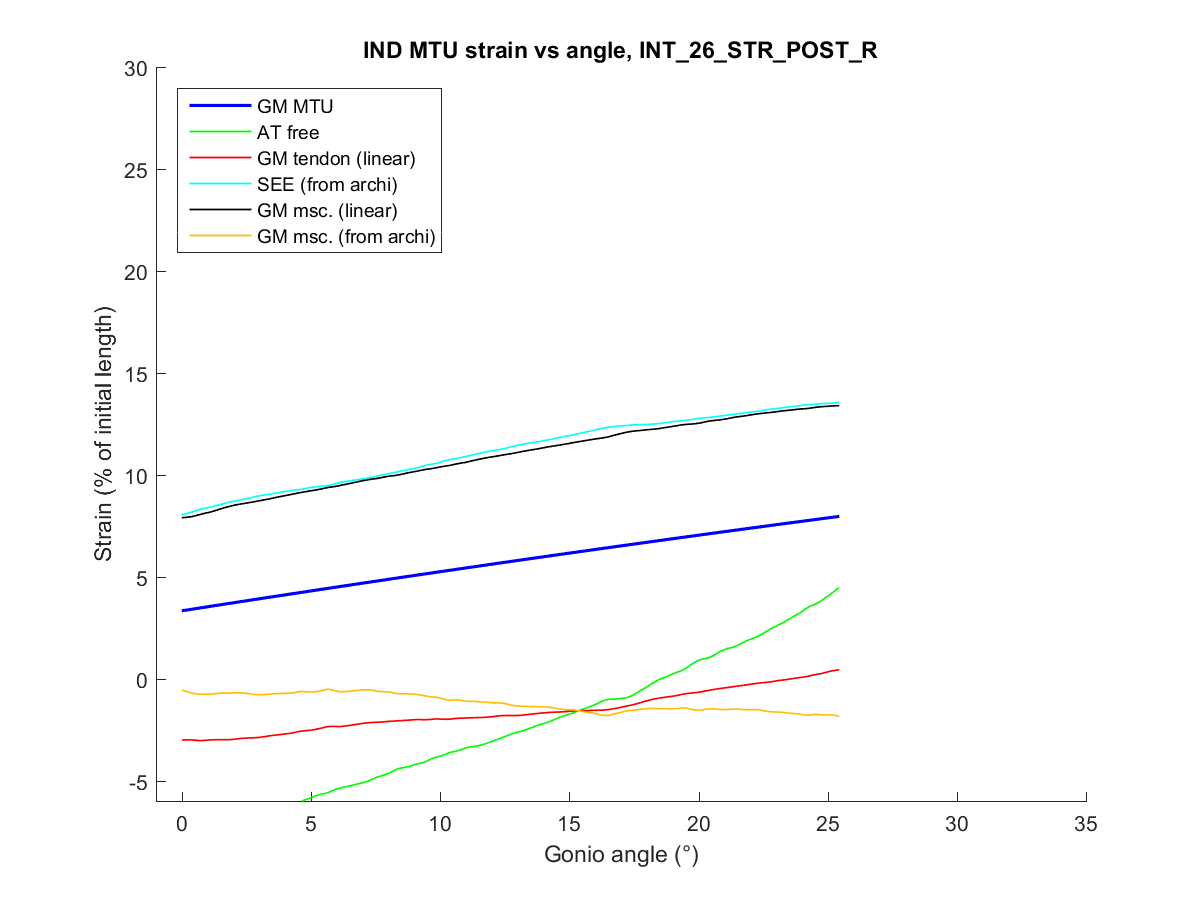 IND MTU strain vs angle, INT_26_STR_POST_R
30
25
20
15
10
5
0
-5
Strain (% of initial length)
GM MTU
AT free
GM tendon (linear)
SEE (from archi)
GM msc. (linear)
GM msc. (from archi)
0 5 10 15 20 25 30 35
Gonio angle (°)